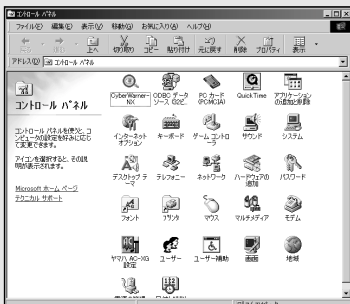 コントロール パネル
ファイル(F) 編集(E) 表示(V) 移動(G) お気に入り(A) ヘルプ(H)
戻る 進む 上へ 切り取り コピー 貼り付け 元に戻す 削除 プロパティ 表示
アドレス(D) コントロール パネル
コントロール パネル
コントロール パネルを使うと、コ
ンピュータの設定を好みに応じ
て変更できます。
アイコンを選択すると、その説
明が表示されます。
Microsoft ホーム ページ
テクニカル サポート
CyberWarner-NX
ODBC データ ソース (32ビ...
PC カード (PCMCIA)
QuickTime
アプリケーションの追加と削除
インターネット オプション
キーボード
ゲーム コントローラ
サウンド
システム
デスクトップ テーマ
テレフォニー
ネットワーク
ハードウェアの追加
パスワード
フォント
プリンタ
マウス
マルチメディア
モデム
ヤマハ AC-XG 設定
ユーザー
ユーザー補助
画面
地域